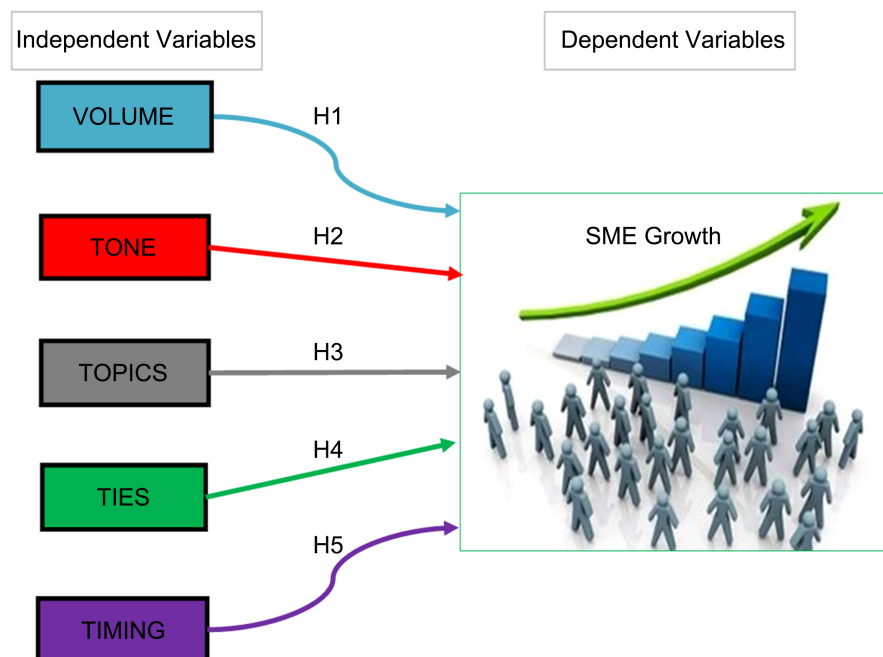 Independent Variables
Dependent Variables
VOLUME
H1
TONE
H2
SME Growth
TOPICS
H3
TIES
H4
TIMING
H5